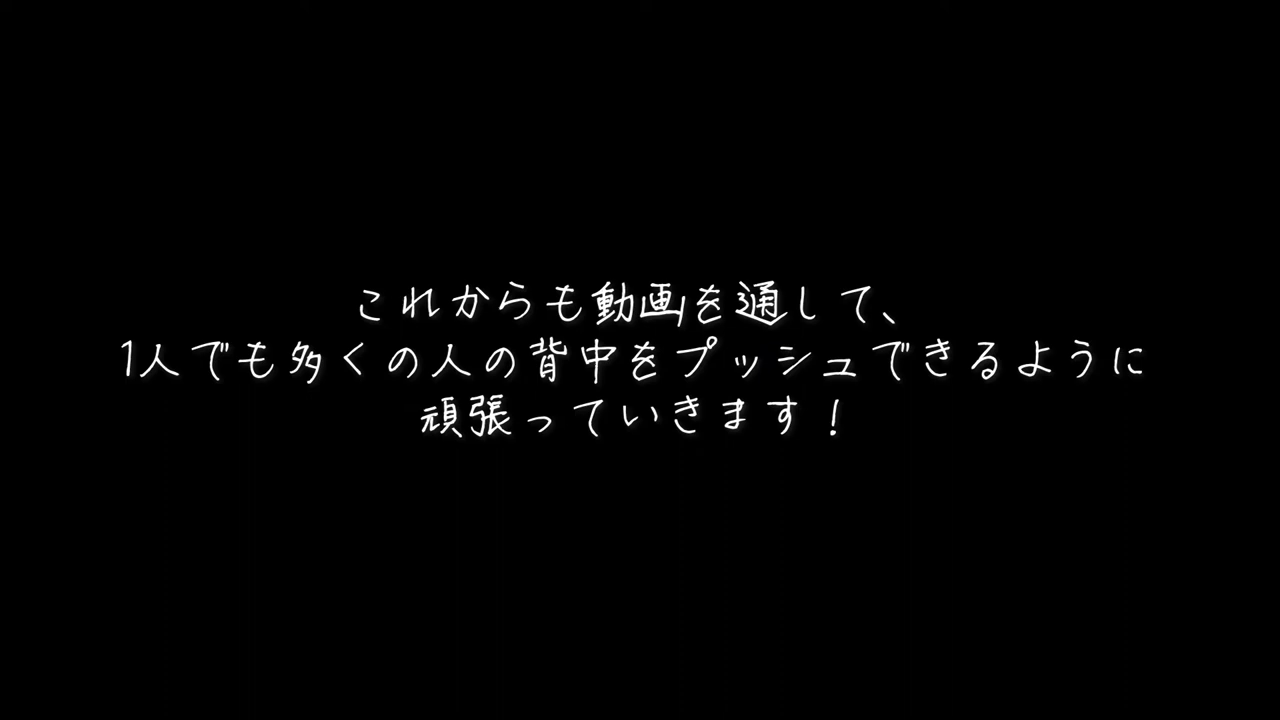 これからも動画を通して、
1人でも多くの人の背中をプッシュできるように
頑張っていきます！